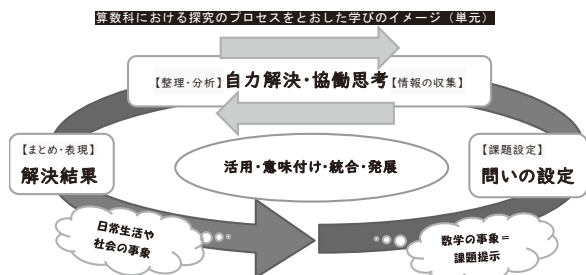 算数科における探究のプロセスをとおした学びのイメージ（単元）
【整理・分析】自力解決・協働思考【情報の収集】
【まとめ・表現】
解決結果
活用・意味付け・統合・発展
【課題設定】
問いの設定
日常生活や
社会の事象
数学の事象＝
課題提示